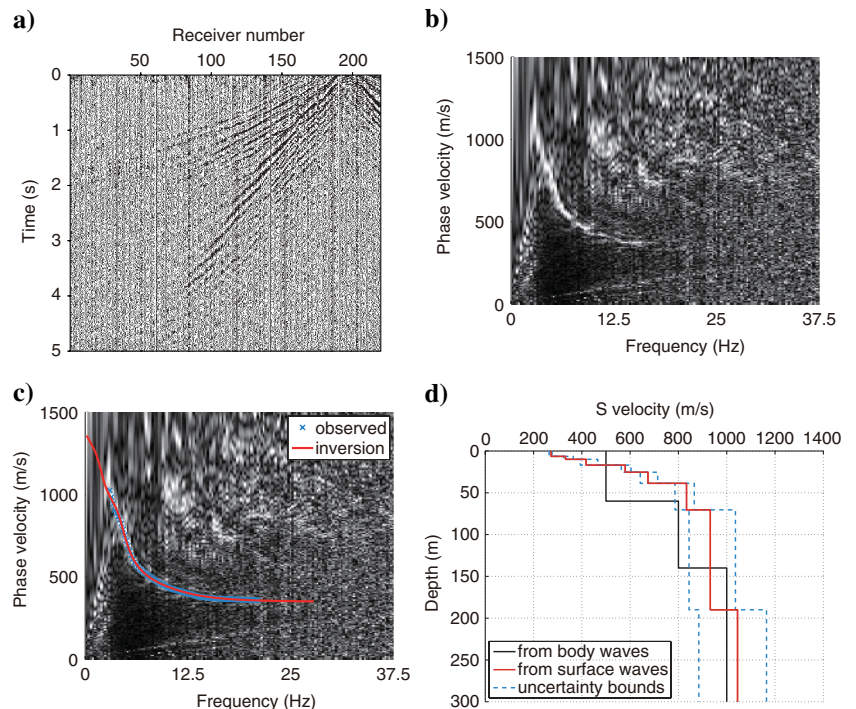 a)
Receiver number
50 100 150 200
0
1
2
3
4
5
Time (s)
b)
1500
1000
500
0
Phase velocity (m/s)
0 12.5 25 37.5
Frequency (Hz)
c)
observed
inversion
1500
1000
500
0
Phase velocity (m/s)
0 12.5 25 37.5
Frequency (Hz)
d)
S velocity (m/s)
0 200 400 600 800 1000 1200 1400
0
50
100
150
200
250
300
Depth (m)
from body waves
from surface waves
uncertainty bounds